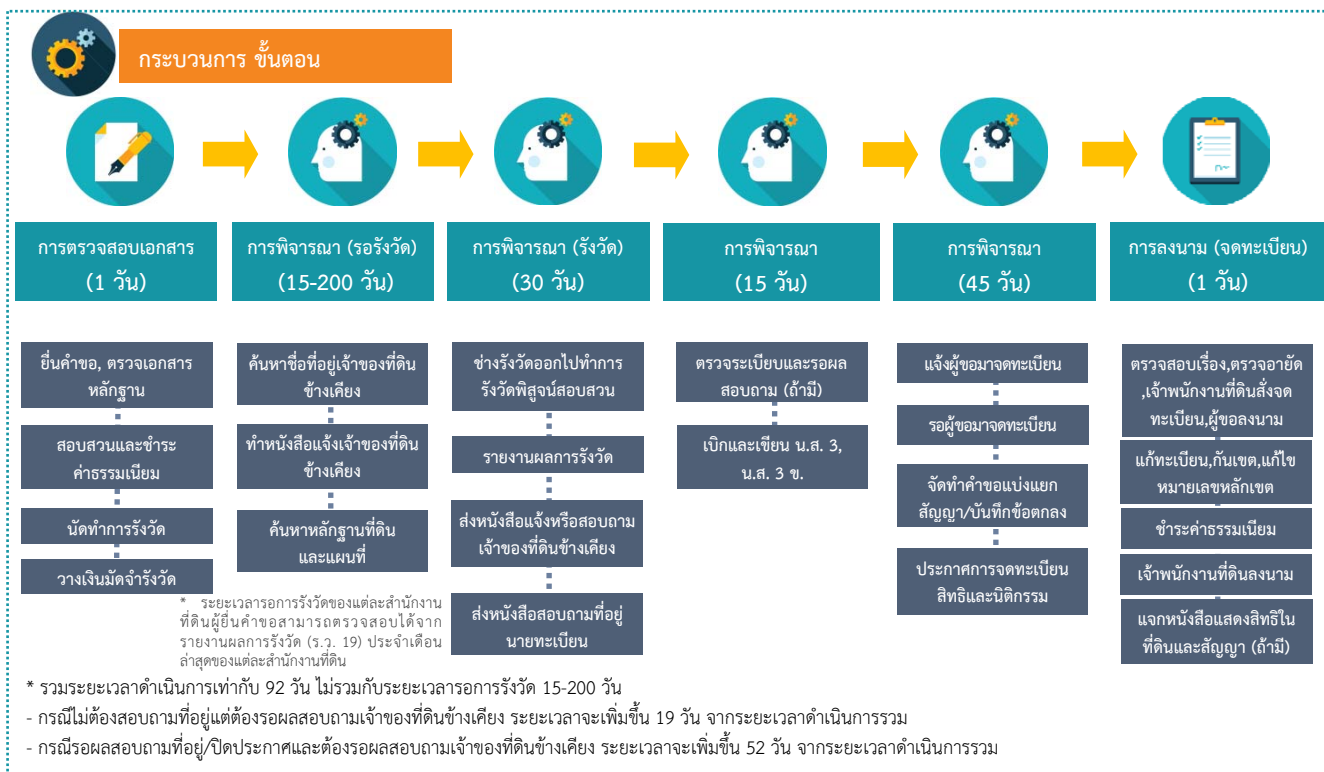 กระบวนการ ขั้นตอน
การตรวจสอบเอกสาร
(1 วัน)
การพิจารณา (รอรังวัด)
(15-200 วัน)
การพิจารณา (รังวัด)
(30 วัน)
การพิจารณา
(15 วัน)
การพิจารณา
(45 วัน)
การลงนาม (จดทะเบียน)
(1 วัน)
ยื่นคำขอ, ตรวจเอกสาร
หลักฐาน
สอบสวนและชำระ
ค่าธรรมเนียม
นัดทำการรังวัด
วางเงินมัดจำรังวัด
ค้นหาชื่อที่อยู่เจ้าของที่ดิน
ข้างเคียง
ทำหนังสือแจ้งเจ้าของที่ดิน
ข้างเคียง
ค้นหาหลักฐานที่ดิน
และแผนที่
* ระยะเวลารอการรังวัดของแต่ละสำนักงาน
ที่ดินผู้ยื่นคำขอสามารถตรวจสอบได้จาก
รายงานผลการรังวัด (ร.ว. 19) ประจำเดือน
ล่าสุดของแต่ละสำนักงานที่ดิน
ช่างรังวัดออกไปทำการ
รังวัดพิสูจน์สอบสวน
รายงานผลการรังวัด
ส่งหนังสือแจ้งหรือสอบถาม
เจ้าของที่ดินข้างเคียง
ส่งหนังสือสอบถามที่อยู่
นายทะเบียน
ตรวจระเบียบและรอผล
สอบถาม (ถ้ามี)
เบิกและเขียน น.ส. 3,
น.ส. 3 ข.
แจ้งผู้ขอมาจดทะเบียน
รอผู้ขอมาจดทะเบียน
จัดทำคำขอแบ่งแยก
สัญญา/บันทึกข้อตกลง
ประกาศการจดทะเบียน
สิทธิและนิติกรรม
ตรวจสอบเรื่อง,ตรวจอายัด
,เจ้าพนักงานที่ดินสั่งจด
ทะเบียน,ผู้ขอลงนาม
แก้ทะเบียน,กันเขต,แก้ไข
หมายเลขหลักเขต
ชำระค่าธรรมเนียม
เจ้าพนักงานที่ดินลงนาม
แจกหนังสือแสดงสิทธิใน
ที่ดินและสัญญา (ถ้ามี)
* รวมระยะเวลาดำเนินการเท่ากับ 92 วัน ไม่รวมกับระยะเวลารอการรังวัด 15-200 วัน
- กรณีไม่ต้องสอบถามที่อยู่แต่ต้องรอผลสอบถามเจ้าของที่ดินข้างเคียง ระยะเวลาจะเพิ่มขึ้น 19 วัน จากระยะเวลาดำเนินการรวม
- กรณีรอผลสอบถามที่อยู่/ปิดประกาศและต้องรอผลสอบถามเจ้าของที่ดินข้างเคียง ระยะเวลาจะเพิ่มขึ้น 52 วัน จากระยะเวลาดำเนินการรวม